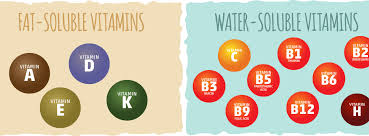 FAT-SOLUBLE VITAMINS
VITAMIN
A
VITAMIN
D
VITAMIN
E
VITAMIN
K
WATER-SOLUBLE VITAMINS
VITAMIN
C
VITAMIN
B1
VITAMIN
B2
VITAMIN
B3
VITAMIN
B5
VITAMIN
B6
VITAMIN
B9
VITAMIN
B12
VITAMIN
H